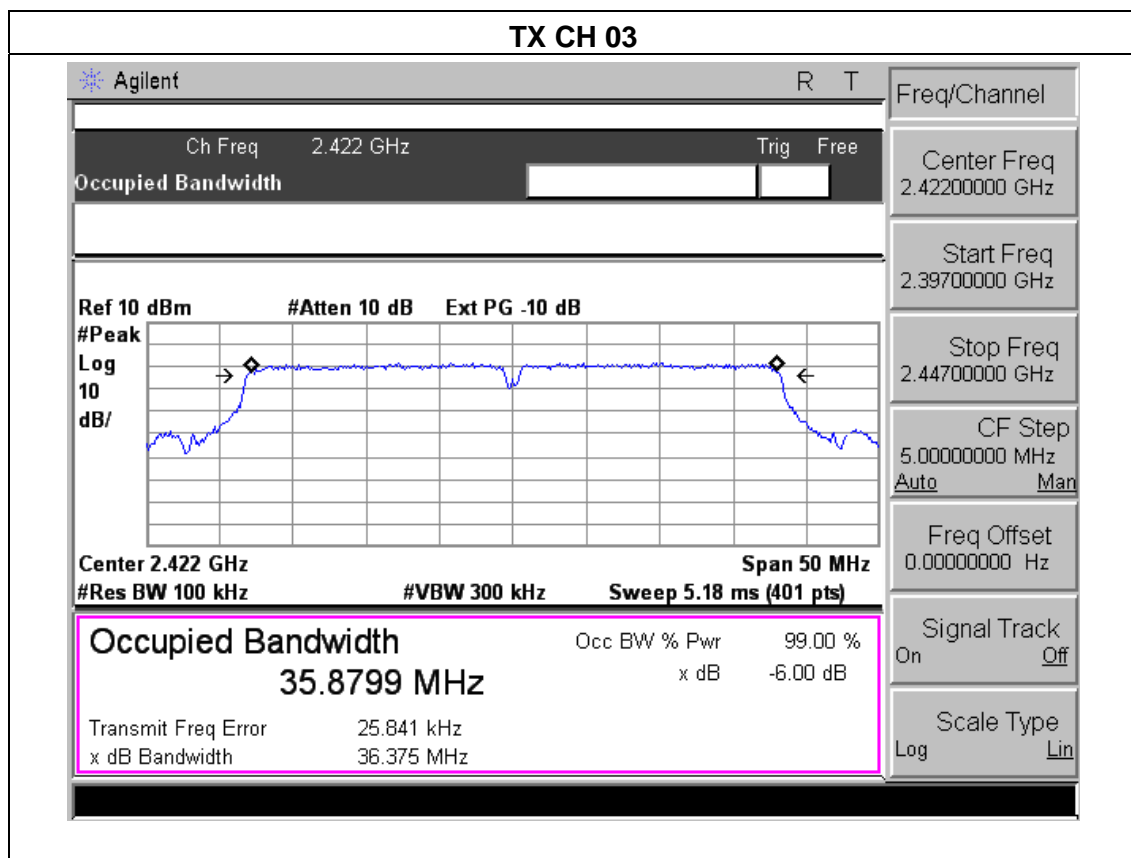 TX CH 03
Agilent R T
Ch Freq 2.422 GHz Trig Free
Occupied Bandwidth
Ref 10 dBm #Atten 10 dB Ext PG -10 dB
#Peak
Log
10
dB/
Center 2.422 GHz Span 50 MHz
#Res BW 100 kHz #VBW 300 kHz Sweep 5.18 ms (401 pts)
Occupied Bandwidth Occ BW % Pwr 99.00 %
35.8799 MHz x dB -6.00 dB
Transmit Freq Error 25.841 kHz
x dB Bandwidth 36.375 MHz
Freq/Channel
Center Freq
2.42200000 GHz
Start Freq
2.39700000 GHz
Stop Freq
2.44700000 GHz
CF Step
5.00000000 MHz
Auto Man
Freq Offset
0.00000000 Hz
Signal Track
On Off
Scale Type
Log Lin